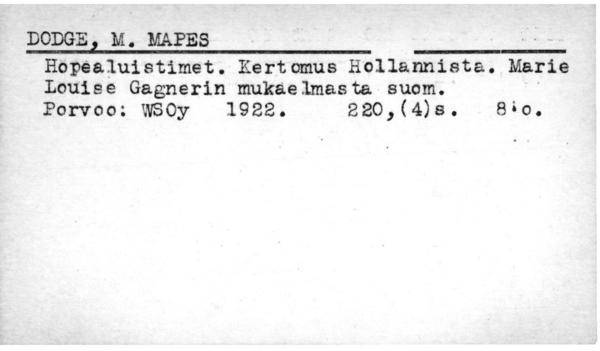 DODGE, M. MAPES
Hopealuistimet. Kertomus Hollannista. Marie
Louise Gagnerin mukaelmasta suom.
Porvoo: WSOy 1922. 220,(4)s. 8:o.